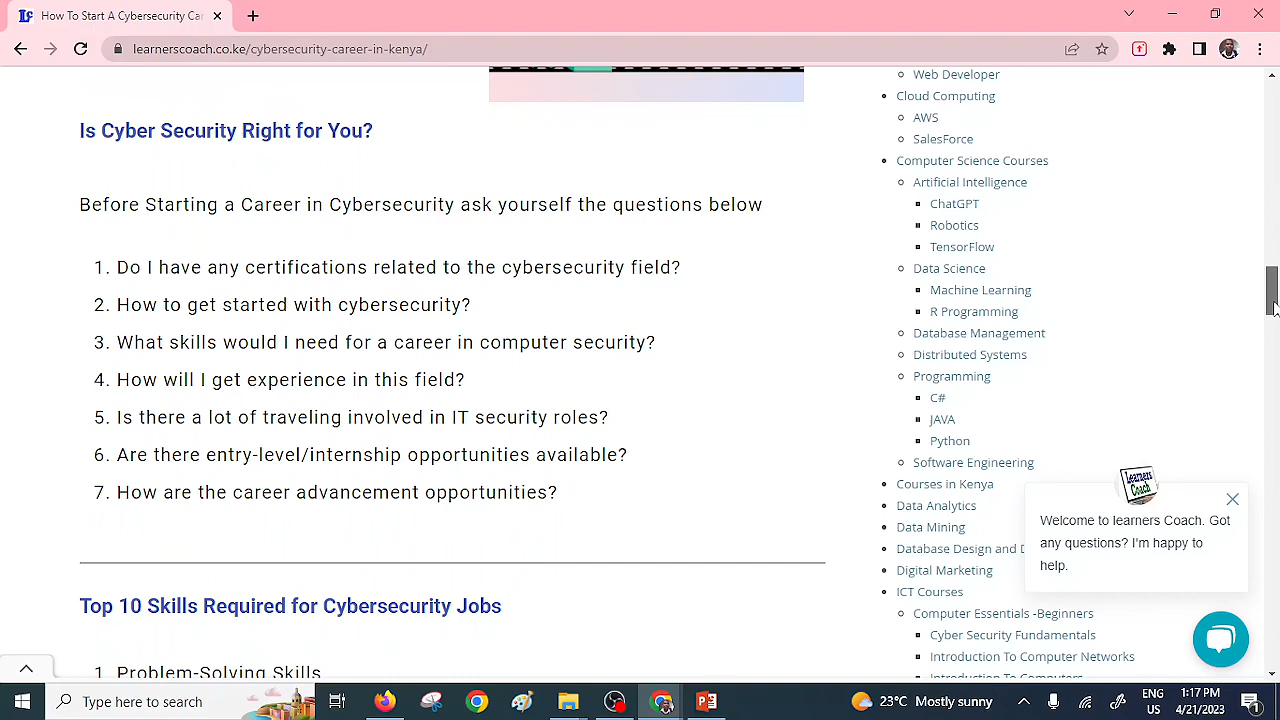 How To Start A Cybersecurity Car
learnerscoach.co.ke/cybersecurity-career-in-kenya/
Is Cyber Security Right for You?
Before Starting a Career in Cybersecurity ask yourself the questions below
1. Do I have any certifications related to the cybersecurity field?
2. How to get started with cybersecurity?
3. What skills would I need for a career in computer security?
4. How will I get experience in this field?
5. Is there a lot of traveling involved in IT security roles?
6. Are there entry-level/internship opportunities available?
7. How are the career advancement opportunities?
Top 10 Skills Required for Cybersecurity Jobs
1. Problem-Solving Skills
Web Developer
Cloud Computing
AWS
SalesForce
Computer Science Courses
Artificial Intelligence
ChatGPT
Robotics
TensorFlow
Data Science
Machine Learning
R Programming
Database Management
Distributed Systems
Programming
C#
JAVA
Python
Software Engineering
Courses in Kenya
Data Analytics
Data Mining
Database Design and D
Digital Marketing
ICT Courses
Computer Essentials -Beginners
Cyber Security Fundamentals
Introduction To Computer Networks
Introduction To Computers
Learners
Coach
Welcome to learners Coach. Got
any questions? I'm happy to
help.
Type here to search
23°C Mostly sunny
ENG
US
1:17 PM
4/21/2023
1